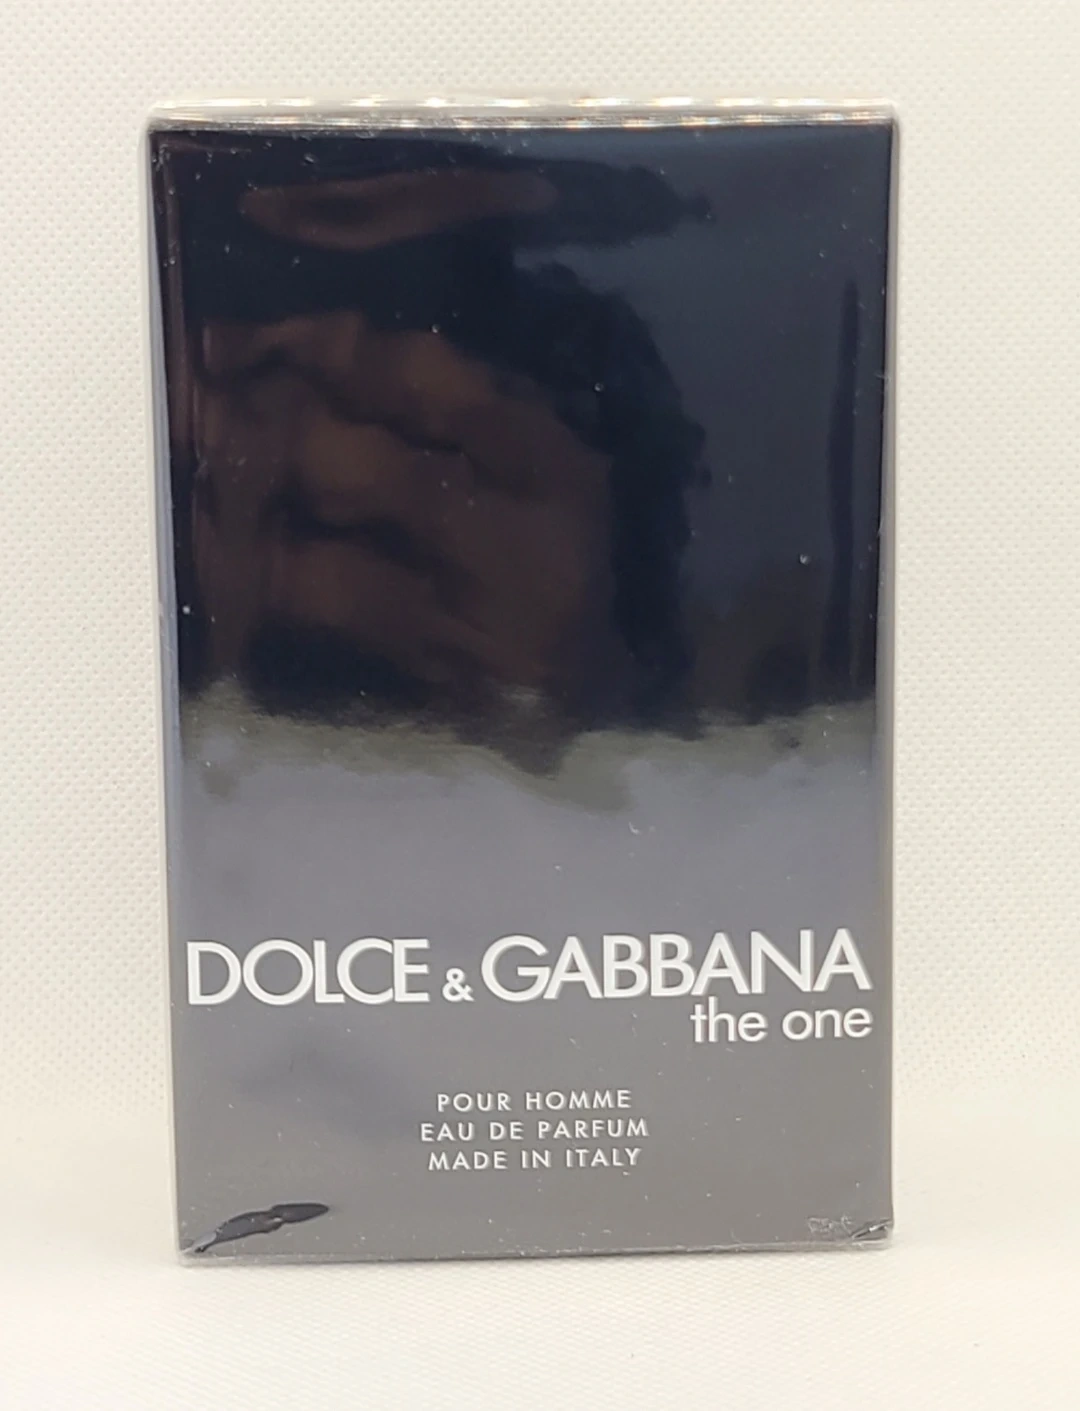 DOLCE & GABBANA
the one
POUR HOMME
EAU DE PARFUM
MADE IN ITALY